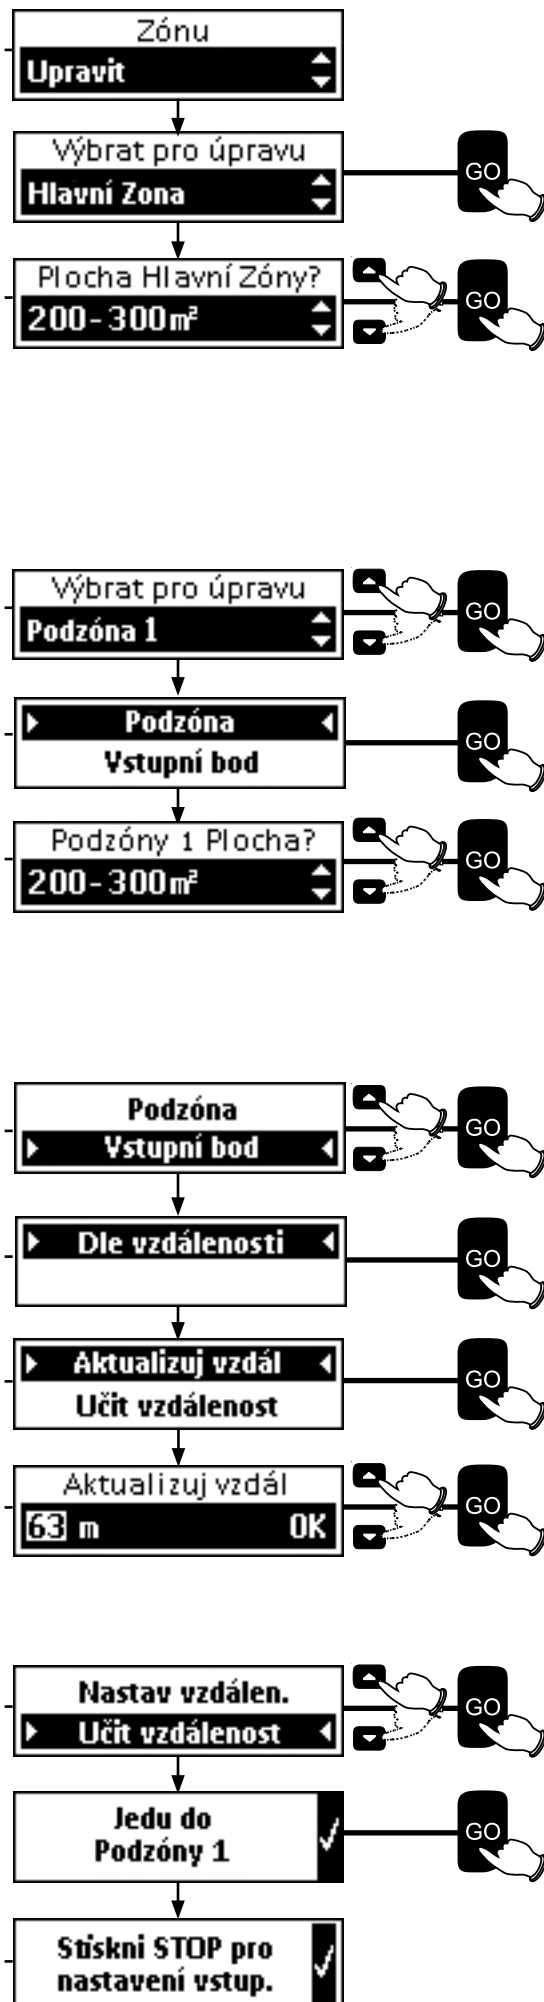 Zónu
Upravit
Výbrat pro úpravu
Hlavní Zona
GO
Plocha Hlavní Zóny?
200-300m²
GO
Výbrat pro úpravu
Podzóna 1
GO
Podzóna
Vstupní bod
GO
Podzóny 1 Plocha?
200-300m²
GO
Podzóna
Vstupní bod
GO
Dle vzdálenosti
GO
Aktualizuj vzdál
Učit vzdálenost
GO
Aktualizuj vzdál
63 m OK
GO
Nastav vzdálen.
Učit vzdálenost
GO
Jedu do
Podzóny 1
GO
Stiskni STOP pro
nastavení vstup.